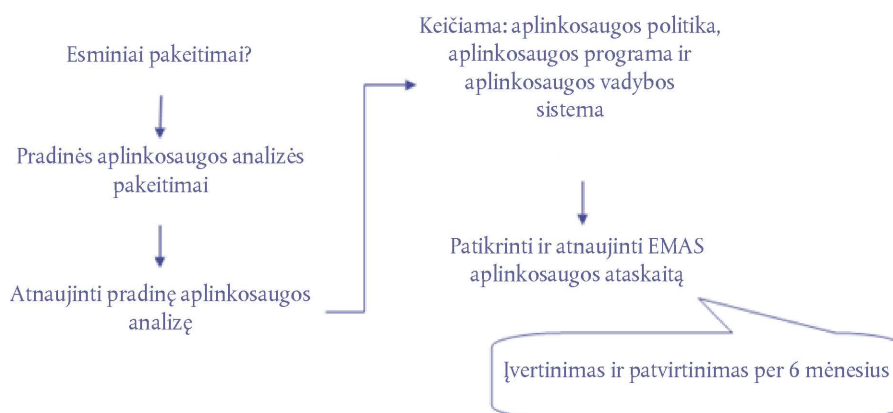 Esminiai pakeitimai?
Pradinės aplinkosaugos analizės
pakeitimai
Atnaujinti pradinę aplinkosaugos
analizę
Keičiama: aplinkosaugos politika,
aplinkosaugos programa ir
aplinkosaugos vadybos
sistema
Patikrinti ir atnaujinti EMAS
aplinkosaugos ataskaitą
Įvertinimas ir patvirtinimas per 6 mėnesius